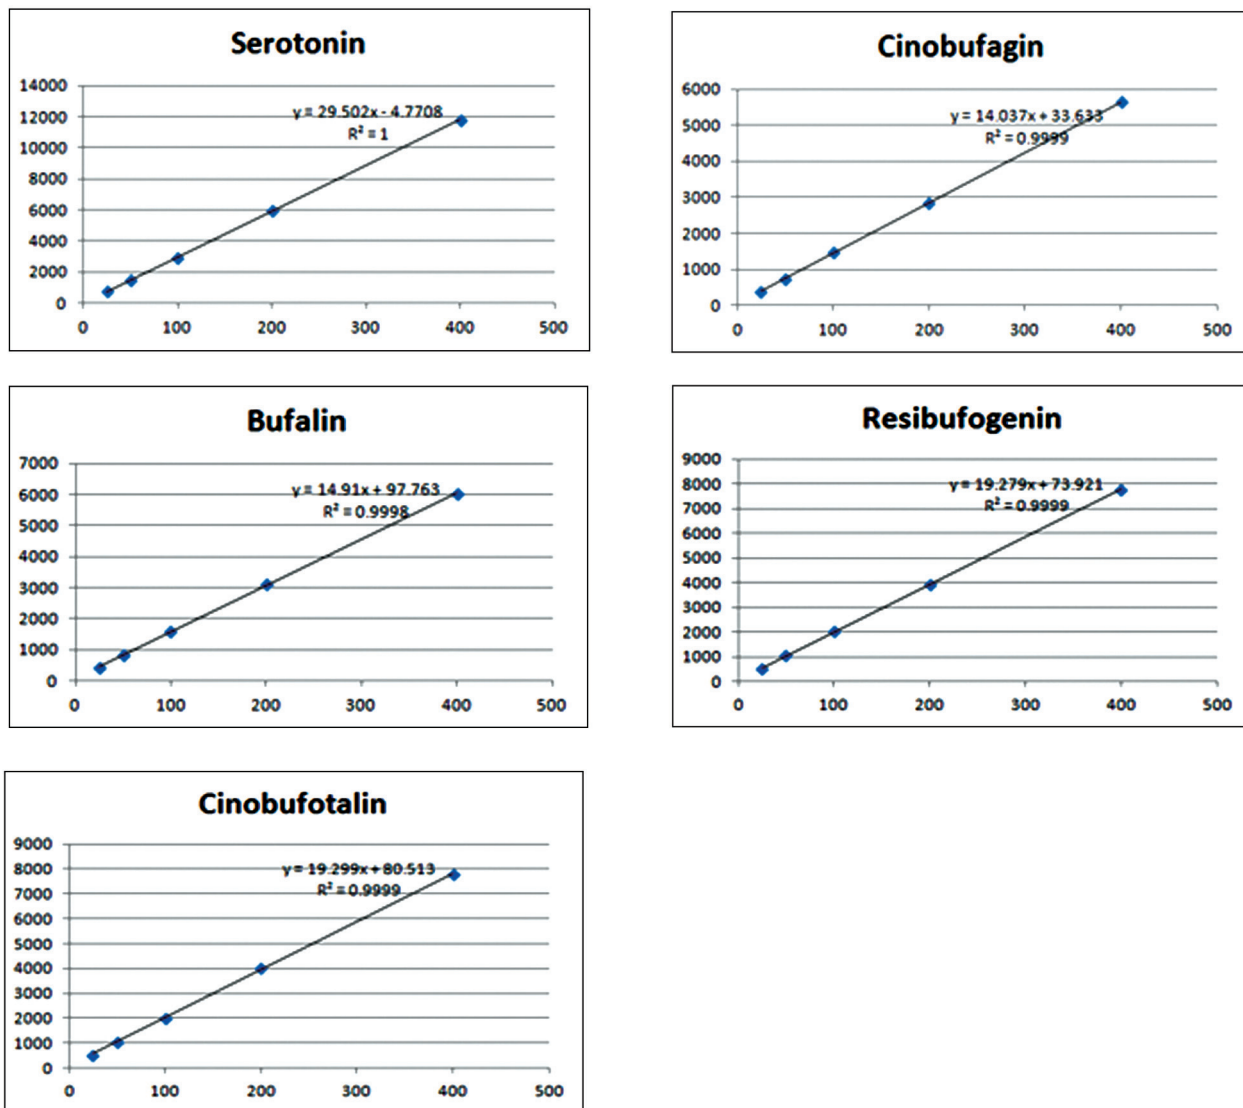 Serotonin
14000
12000
10000
8000
6000
4000
2000
0
y = 29.502x - 4.7708
R² = 1
0 100 200 300 400 500
Cinobufagin
6000
5000
4000
3000
2000
1000
0
y = 14.037x + 33.633
R² = 0.9999
0 100 200 300 400 500
Bufalin
7000
6000
5000
4000
3000
2000
1000
0
y = 14.91x + 97.763
R² = 0.9998
0 100 200 300 400 500
Resibufogenin
9000
8000
7000
6000
5000
4000
3000
2000
1000
0
y = 19.279x + 73.921
R² = 0.9999
0 100 200 300 400 500
Cinobufotalin
9000
8000
7000
6000
5000
4000
3000
2000
1000
0
y = 19.299x + 80.513
R² = 0.9999
0 100 200 300 400 500